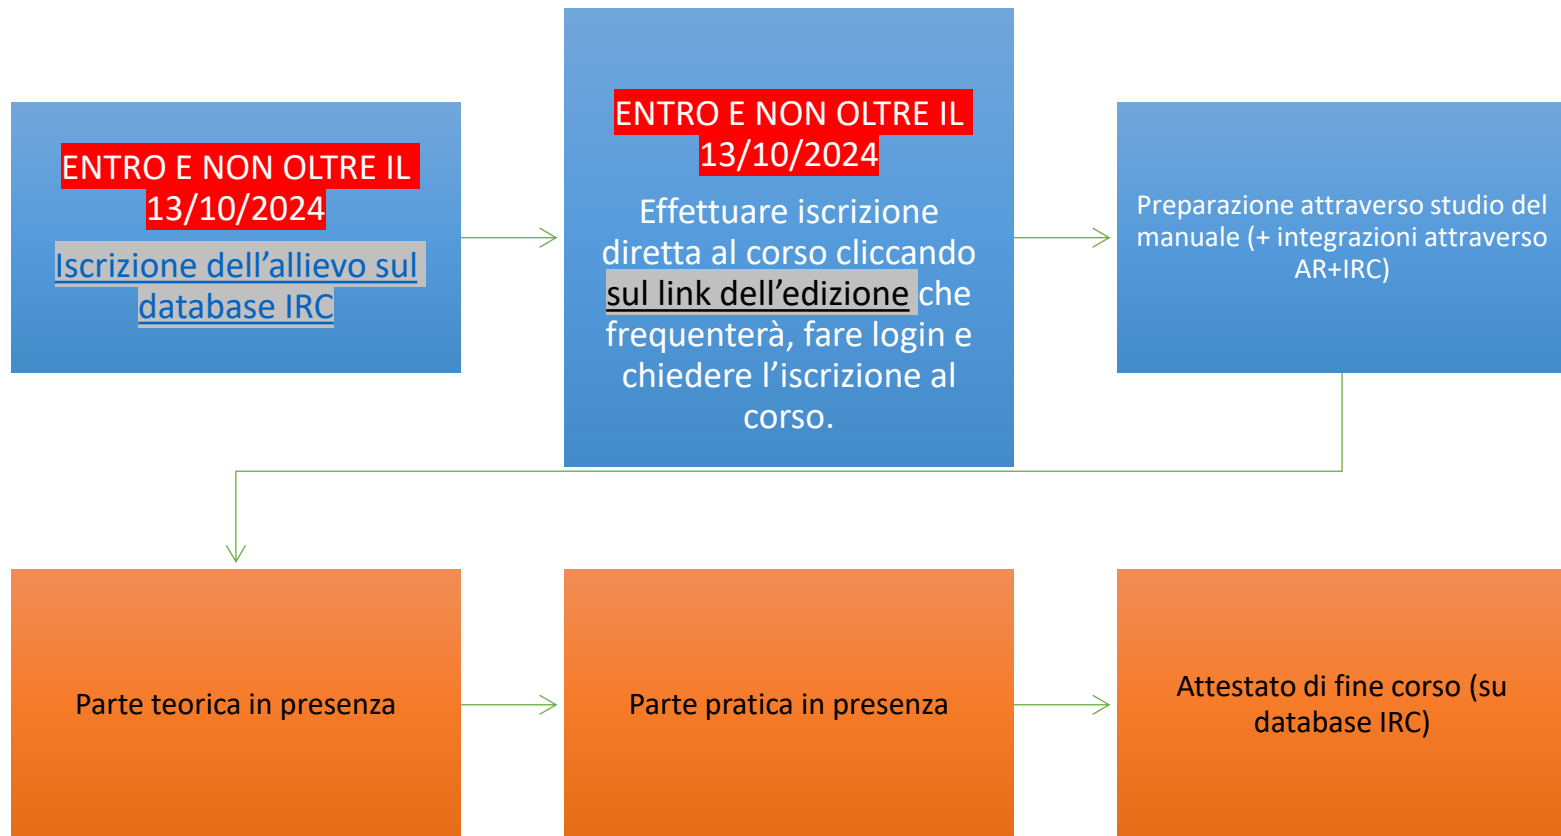 ENTRO E NON OLTRE IL
13/10/2024
Iscrizione dell’allievo sul
database IRC
ENTRO E NON OLTRE IL
13/10/2024
Effettuare iscrizione
diretta al corso cliccando
sul link dell’edizione che
frequenterà, fare login e
chiedere l’iscrizione al
corso.
Preparazione attraverso studio del
manuale (+ integrazioni attraverso
AR+IRC)
Parte teorica in presenza
Parte pratica in presenza
Attestato di fine corso (su
database IRC)